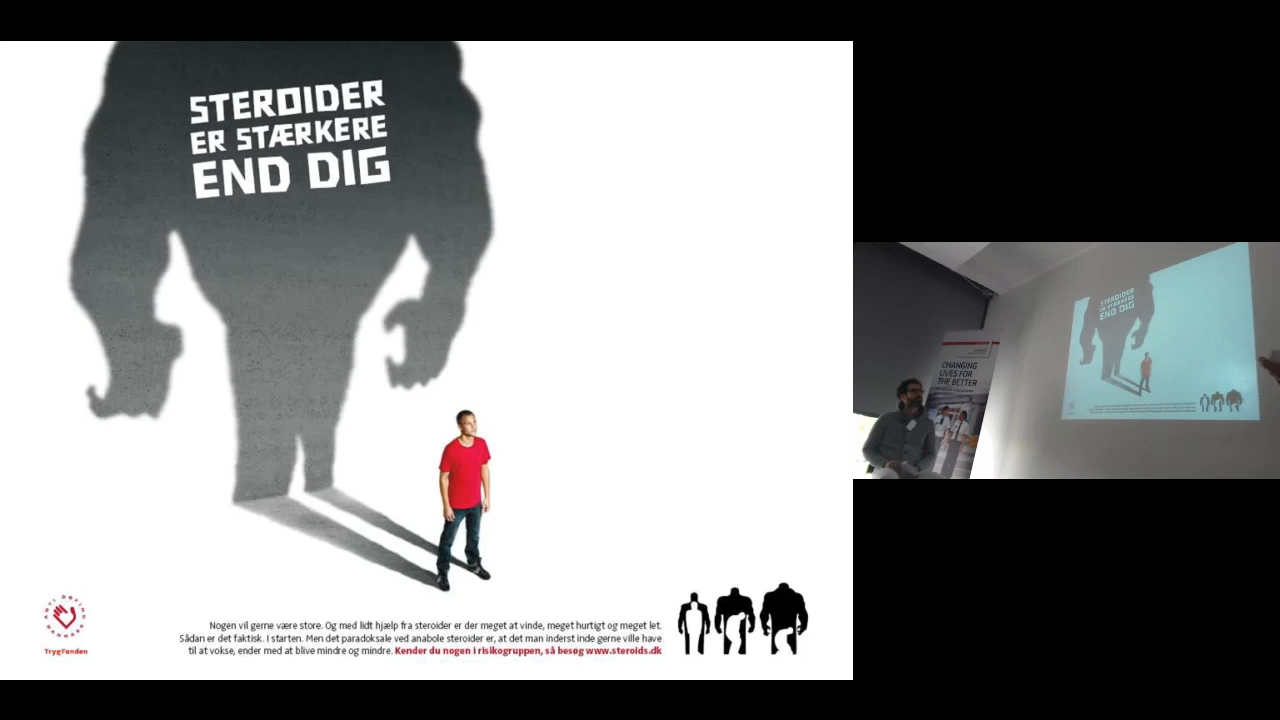 STEROIDER
ER STÆRKERE
END DIG
ANTI DOPING
DANMARK
TrygFonden
Nogen vil gerne være store. Og med lidt hjælp fra steroider er der meget at vinde, meget hurtigt og meget let.
Sådan er det faktisk. I starten. Men det paradoksale ved anabole steroider er, at det man inderst inde gerne ville have
til at vokse, ender med at blive mindre og mindre. Kender du nogen i risikogruppen, så besøg www.steroids.dk
STEROIDER
ER STÆRKERE
END DIG
CHANGING
LIVES FOR
THE BETTER